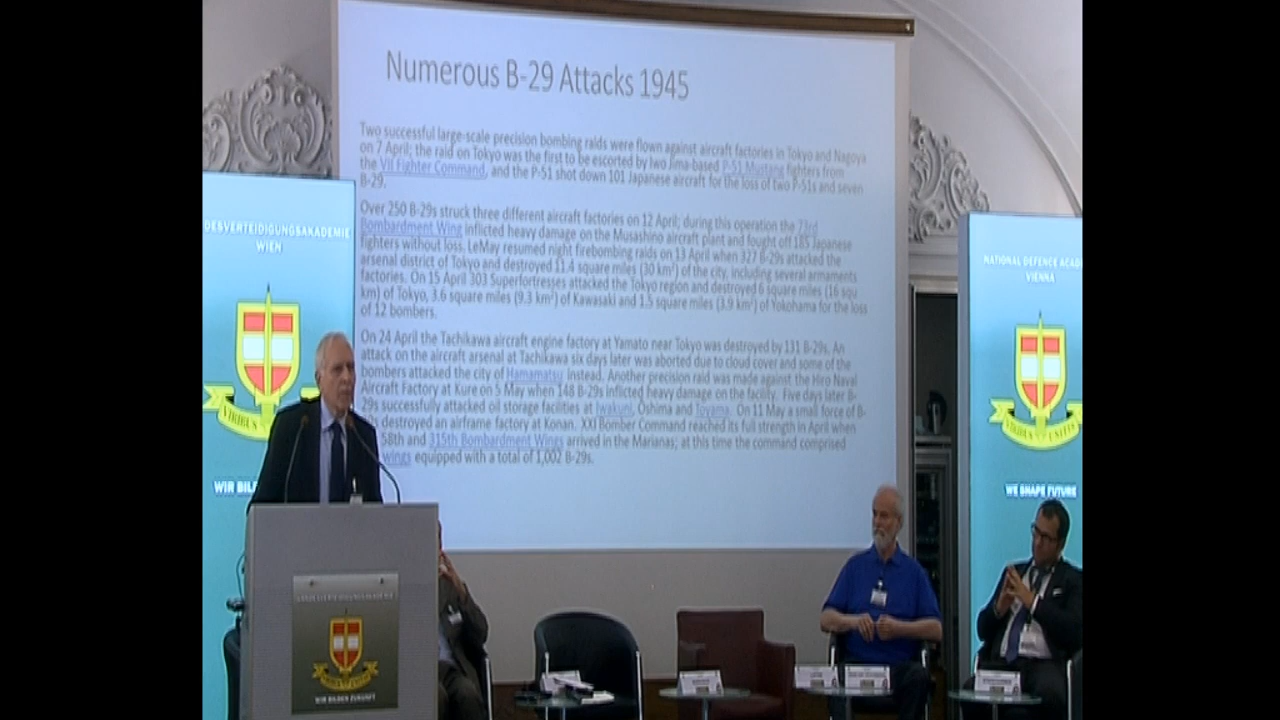 Numerous B-29 Attacks 1945
Two successful large-scale precision bombing raids were flown against aircraft factories in Tokyo and Nagoya
on 7 April; the raid on Tokyo was the first to be escorted by Iwo Jima-based P-51 Mustang fighters from
the VII Fighter Command, and the P-51 shot down 101 Japanese aircraft for the loss of two P-51s and seven
B-29.
Over 250 B-29s struck three different aircraft factories on 12 April; during this operation the 73rd
Bombardment Wing inflicted heavy damage on the Musashino aircraft plant and fought off 185 Japanese
fighters without loss. LeMay resumed night firebombing raids on 13 April when 327 B-29s attacked the
arsenal district of Tokyo and destroyed 11.4 square miles (30 km²) of the city, including several armaments
factories. On 15 April 303 Superfortresses attacked the Tokyo region and destroyed 6 square miles (16 squ
km) of Tokyo, 3.6 square miles (9.3 km²) of Kawasaki and 1.5 square miles (3.9 km²) of Yokohama for the loss
of 12 bombers.
On 24 April the Tachikawa aircraft engine factory at Yamato near Tokyo was destroyed by 131 B-29s. An
attack on the aircraft arsenal at Tachikawa six days later was aborted due to cloud cover and some of the
bombers attacked the city of Hamamatsu instead. Another precision raid was made against the Hiro Naval
Aircraft Factory at Kure on 5 May when 148 B-29s inflicted heavy damage on the facility. Five days later B-
29s successfully attacked oil storage facilities at Iwakuni, Oshima and Toyama. On 11 May a small force of B-
destroyed an airframe factory at Konan. XXI Bomber Command reached its full strength in April when
58th and 315th Bombardment Wings arrived in the Marianas; at this time the command comprised
wings equipped with a total of 1,002 B-29s.
DESVERTEIDIGUNGSAKADEMIE
WIEN
VIRIBUS
WIR BIL
NATIONAL DEFENCE ACAD
VIENNA
VIRIBUS UNITIS
WE SHAPE FUTURE
LANDESVERTEIDIGUNGSAKADEMIE
WIR BILDEN ZUKUNFT